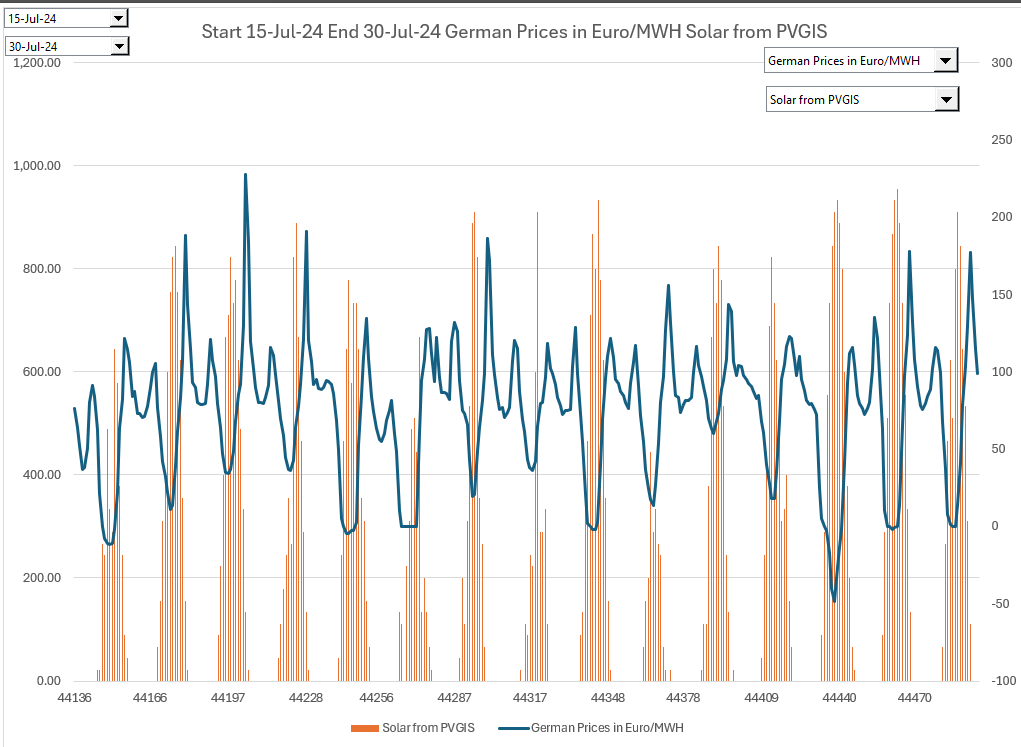 15-Jul-24
30-Jul-24
Start 15-Jul-24 End 30-Jul-24 German Prices in Euro/MWH Solar from PVGIS
German Prices in Euro/MWH
Solar from PVGIS
1,200.00
1,000.00
800.00
600.00
400.00
200.00
0.00
300
250
200
150
100
50
0
-50
-100
44136 44166 44197 44228 44256 44287 44317 44348 44378 44409 44440 44470
Solar from PVGIS German Prices in Euro/MWH